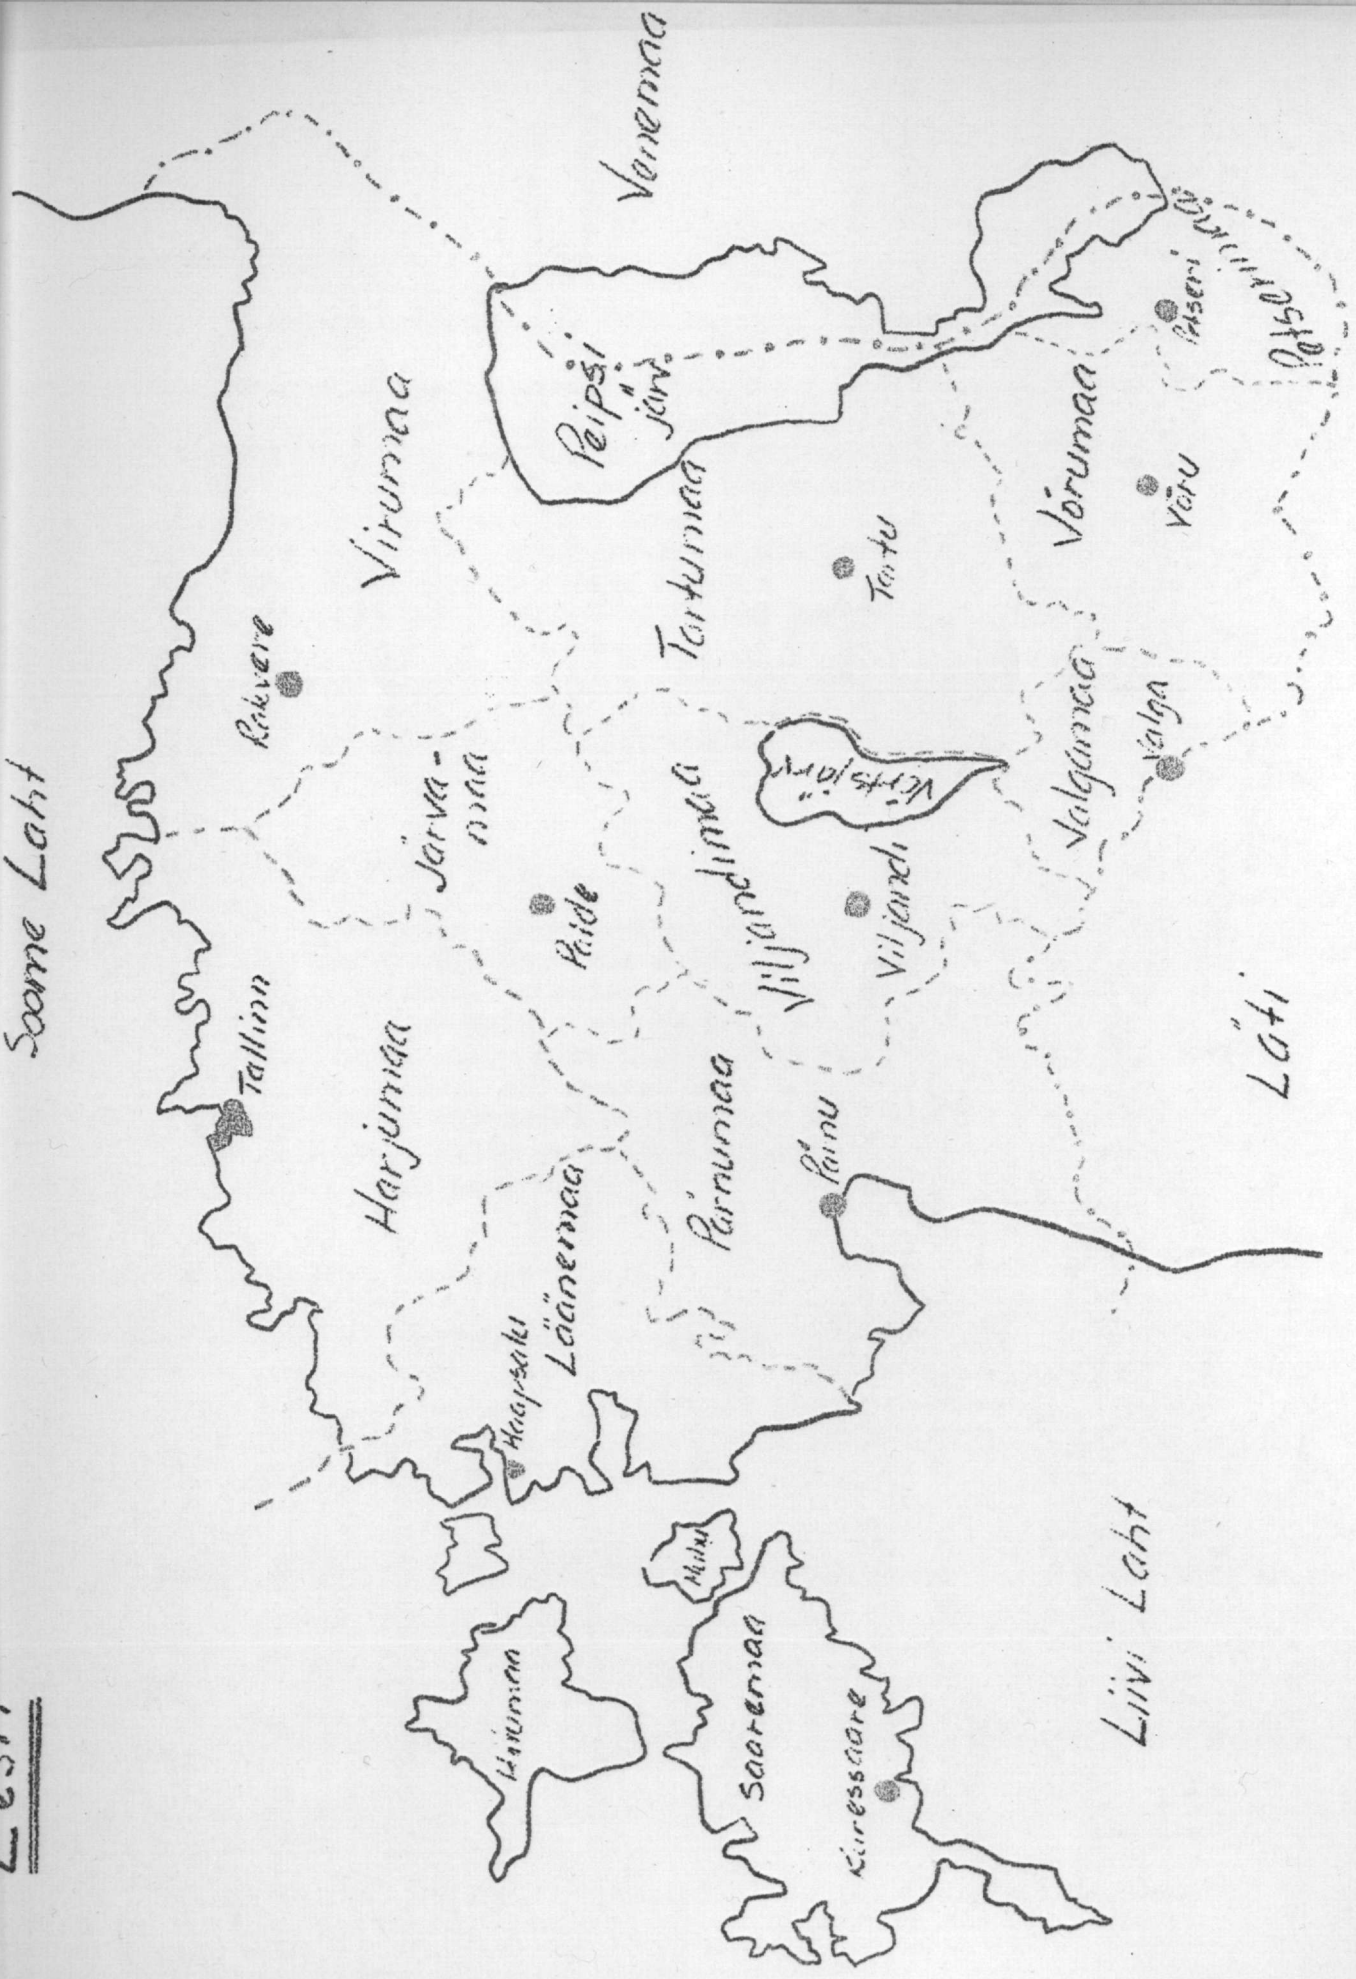 Eesti
Soome Laht
Tallinn
Rakvere
Harjumaa
Virumaa
Järva-
maa
Vanemaa
Haapsalu
Läänemaa
Paide
Peipsi
järv
Hiiumaa
Pärnumaa
Viljandimaa
Tartumaa
Muhu
Saaremaa
Pärnu
Viljandi
Võrtsjärv
Tartu
Kuressaare
Valgamaa
Valga
Võrumaa
Võru
Petseri
Petserimaa
Liivi Laht
Läti